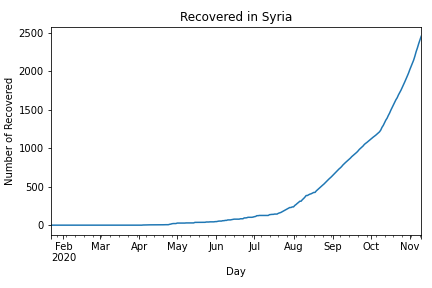 Recovered in Syria
Number of Recovered
2500
2000
1500
1000
500
0
Feb Mar Apr May Jun Jul Aug Sep Oct Nov
2020
Day